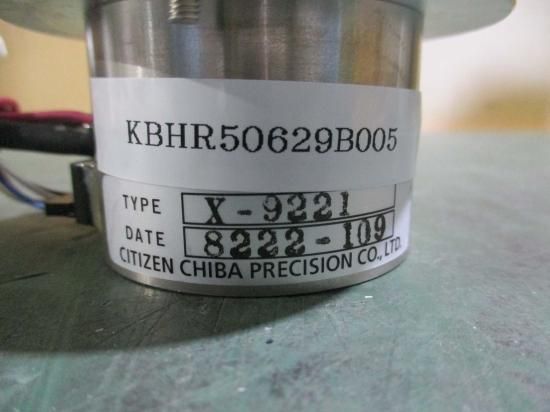 KBHR50629B005
TYPE X-9221
DATE 8222-109
CITIZEN CHIBA PRECISION CO., LTD.